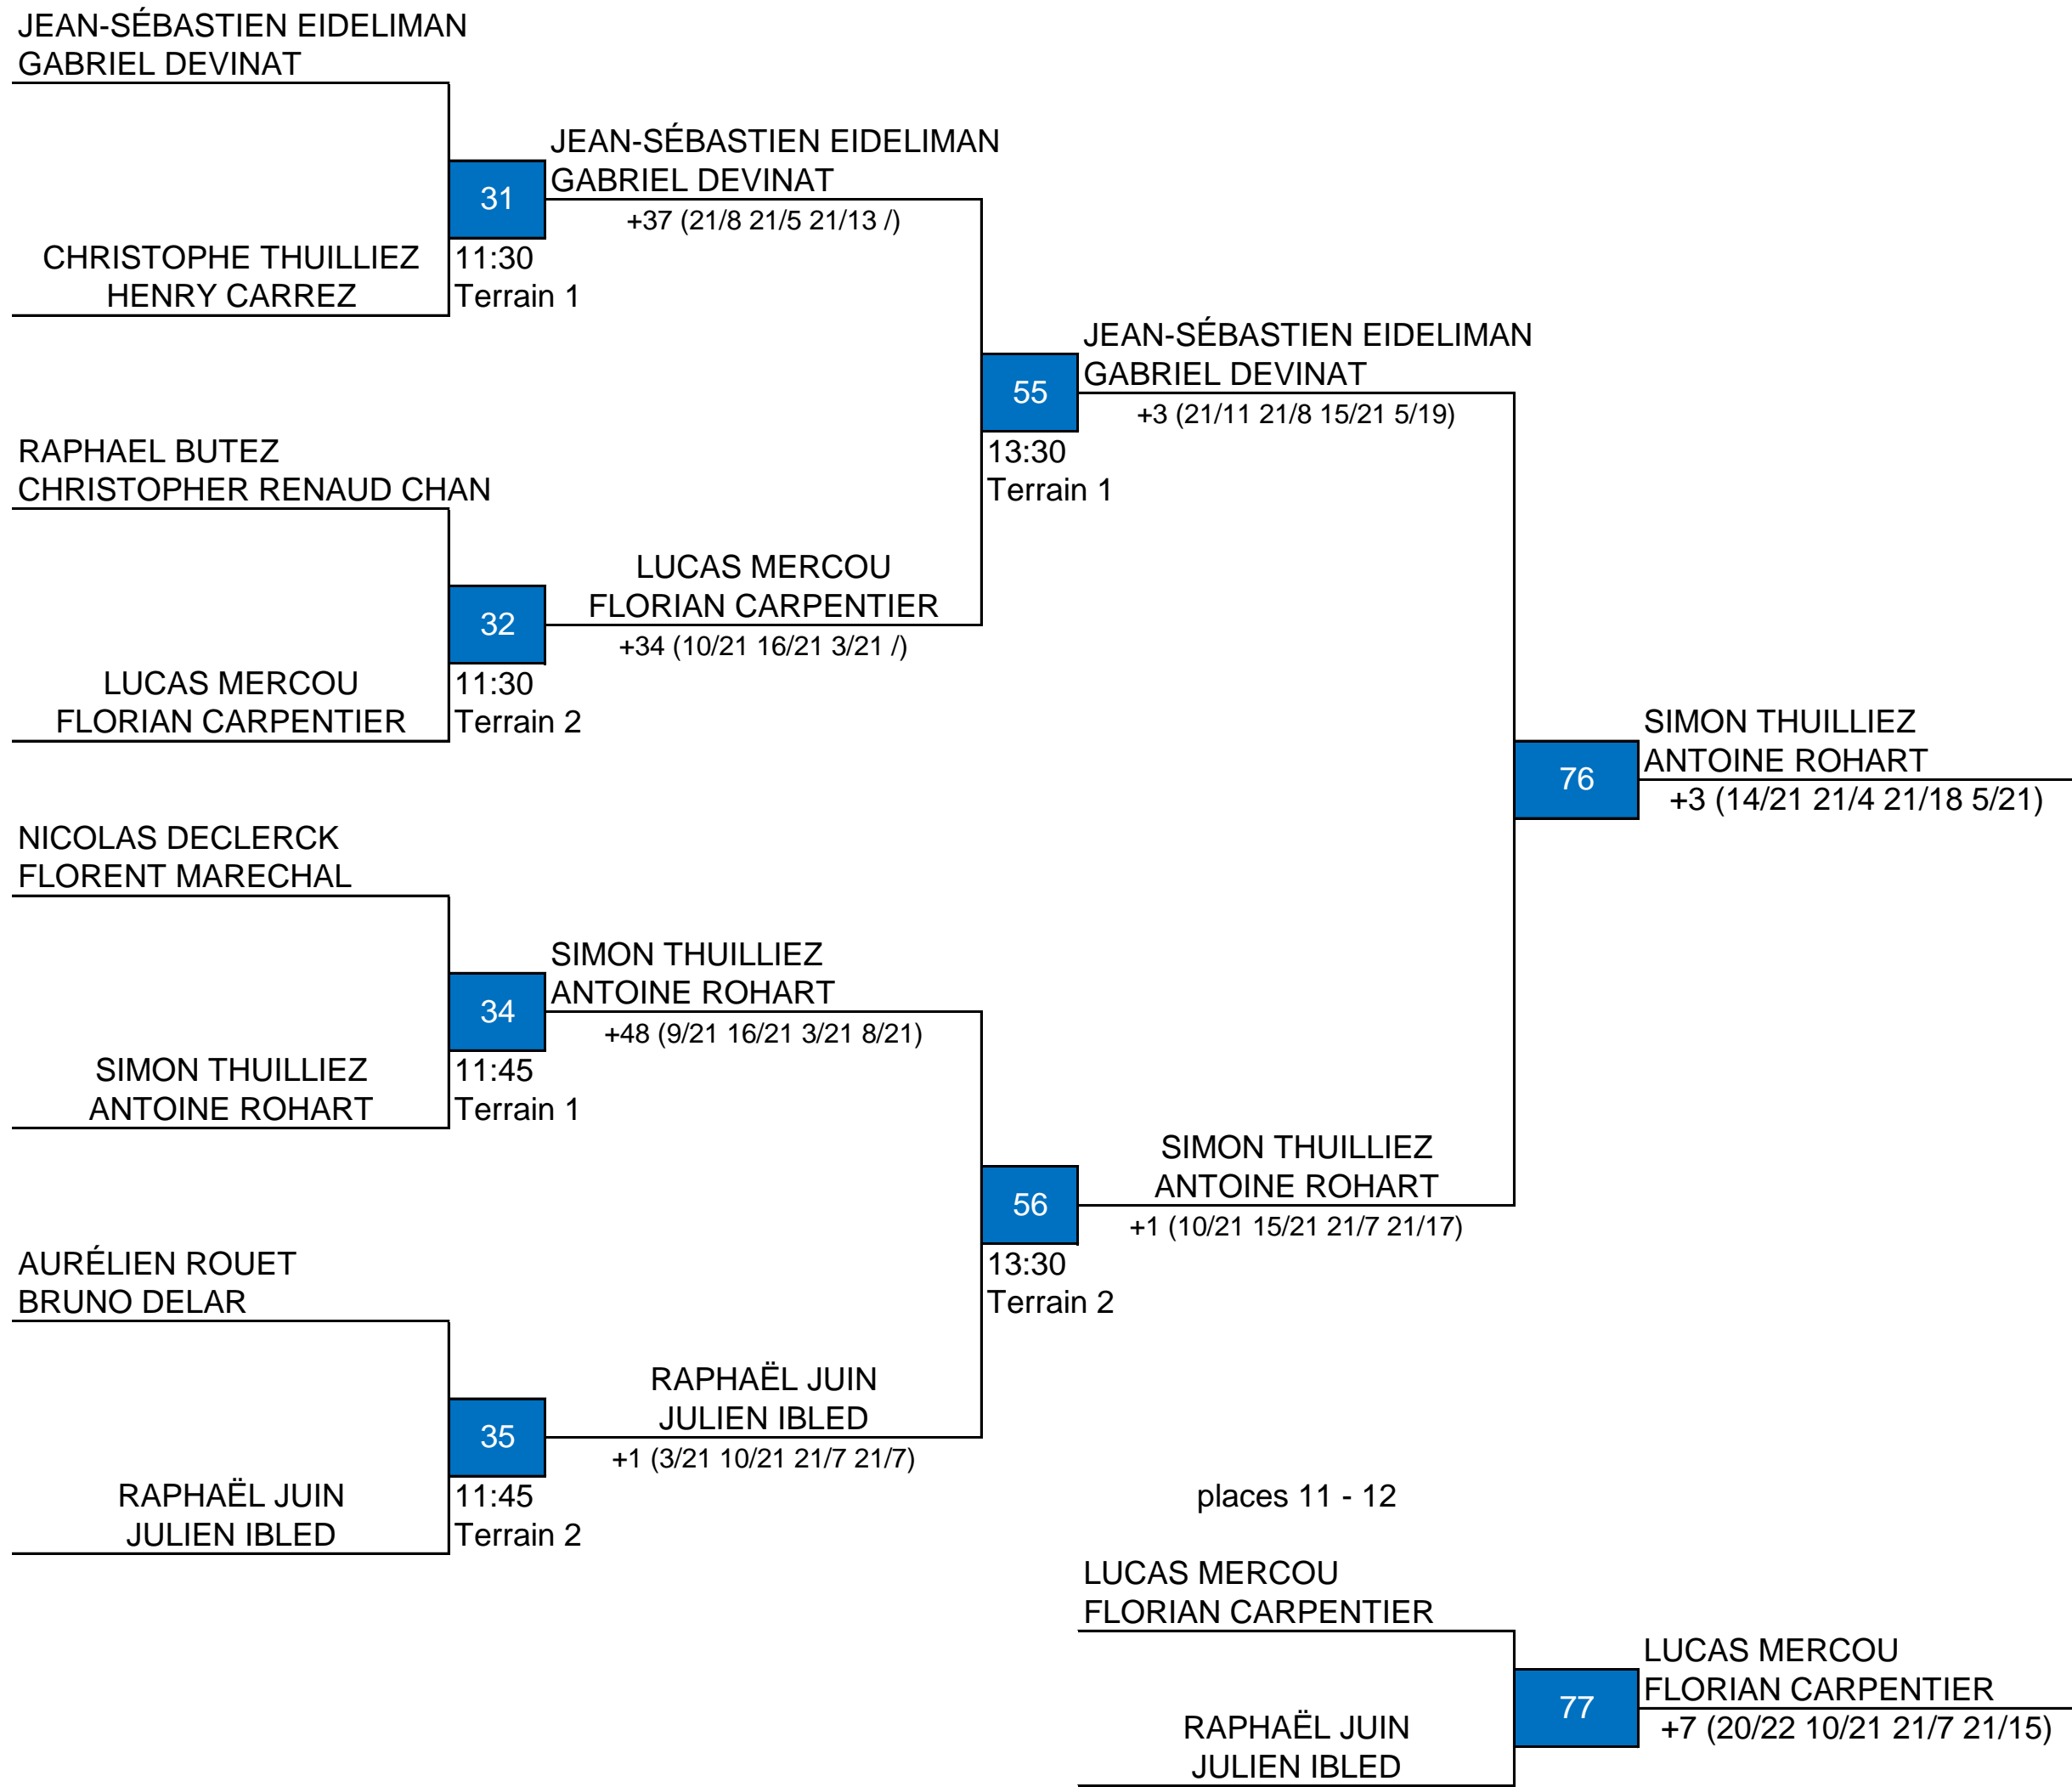 JEAN-SÉBASTIEN EIDELIMAN
GABRIEL DEVINAT
31
JEAN-SÉBASTIEN EIDELIMAN
GABRIEL DEVINAT
+37 (21/8 21/5 21/13 /)
CHRISTOPHE THUILLIEZ
HENRY CARREZ
11:30
Terrain 1
55
JEAN-SÉBASTIEN EIDELIMAN
GABRIEL DEVINAT
+3 (21/11 21/8 15/21 5/19)
13:30
Terrain 1
RAPHAEL BUTEZ
CHRISTOPHER RENAUD CHAN
32
LUCAS MERCOU
FLORIAN CARPENTIER
+34 (10/21 16/21 3/21 /)
LUCAS MERCOU
FLORIAN CARPENTIER
11:30
Terrain 2
76
SIMON THUILLIEZ
ANTOINE ROHART
+3 (14/21 21/4 21/18 5/21)
NICOLAS DECLERCK
FLORENT MARECHAL
34
SIMON THUILLIEZ
ANTOINE ROHART
+48 (9/21 16/21 3/21 8/21)
SIMON THUILLIEZ
ANTOINE ROHART
11:45
Terrain 1
56
SIMON THUILLIEZ
ANTOINE ROHART
+1 (10/21 15/21 21/7 21/17)
13:30
Terrain 2
AURÉLIEN ROUET
BRUNO DELAR
35
RAPHAËL JUIN
JULIEN IBLED
+1 (3/21 10/21 21/7 21/7)
RAPHAËL JUIN
JULIEN IBLED
11:45
Terrain 2
places 11 - 12
LUCAS MERCOU
FLORIAN CARPENTIER
77
LUCAS MERCOU
FLORIAN CARPENTIER
+7 (20/22 10/21 21/7 21/15)
RAPHAËL JUIN
JULIEN IBLED